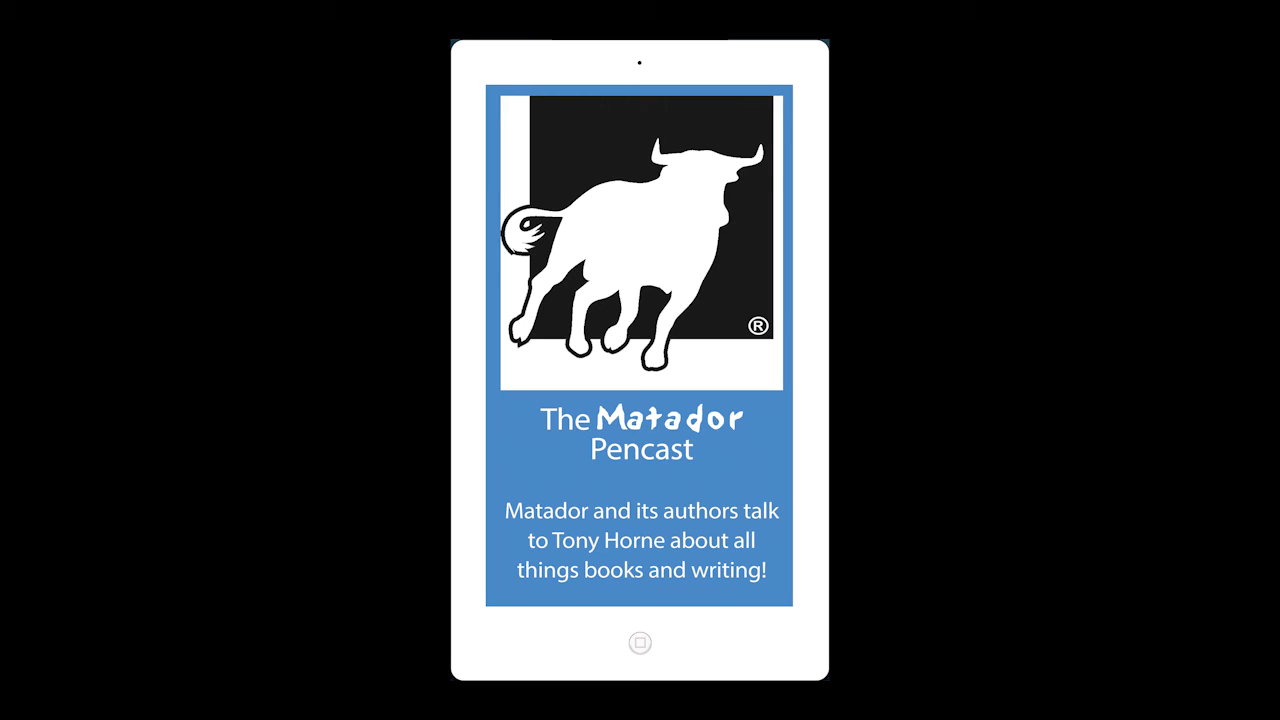 ®
The Matador
Pencast
Matador and its authors talk
to Tony Horne about all
things books and writing!